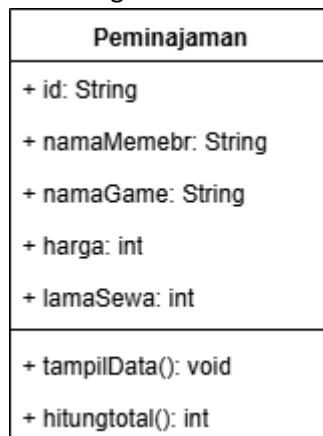 Peminajaman
+ id: String
+ namaMemebr: String
+ namaGame: String
+ harga: int
+ lamaSewa: int
+ tampilData(): void
+ hitungtotal(): int